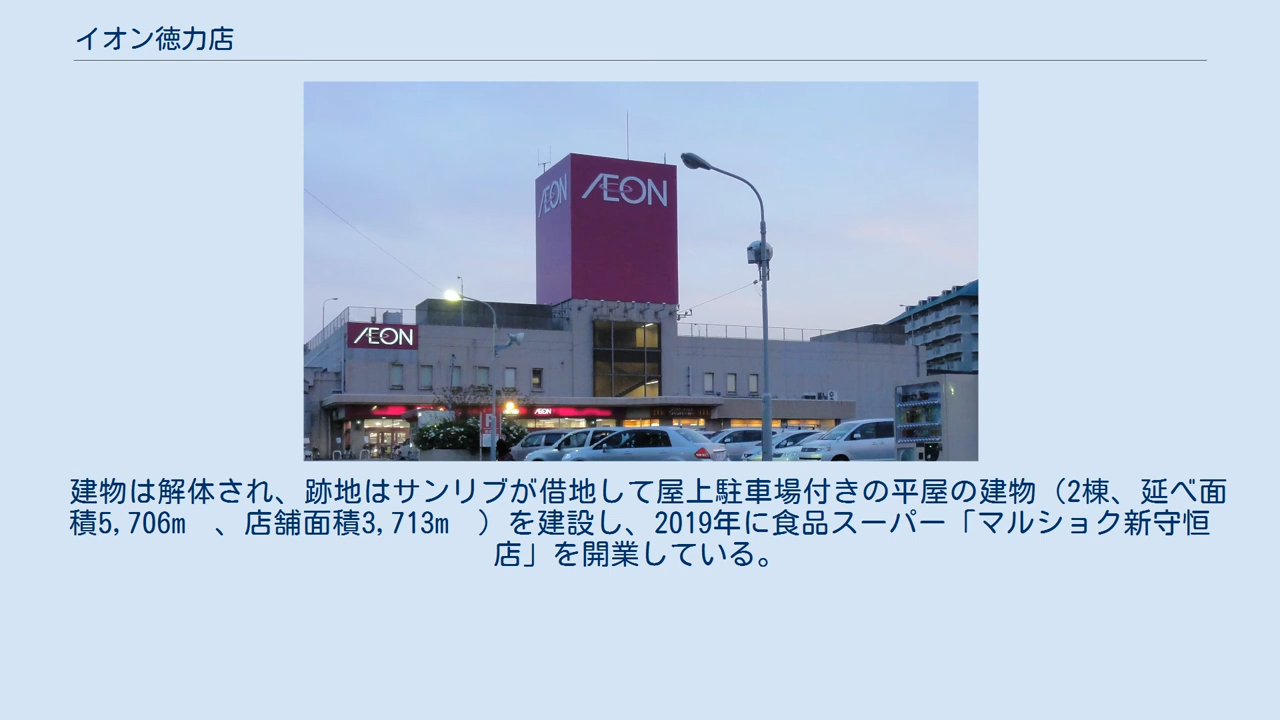 イオン徳力店
ÆON
ÆON
ÆON
ÆON
建物は解体され、跡地はサンリブが借地して屋上駐車場付きの平屋の建物（2棟、延べ面
積5,706m　、店舗面積3,713m　）を建設し、2019年に食品スーパー「マルショク新守恒
店」を開業している。